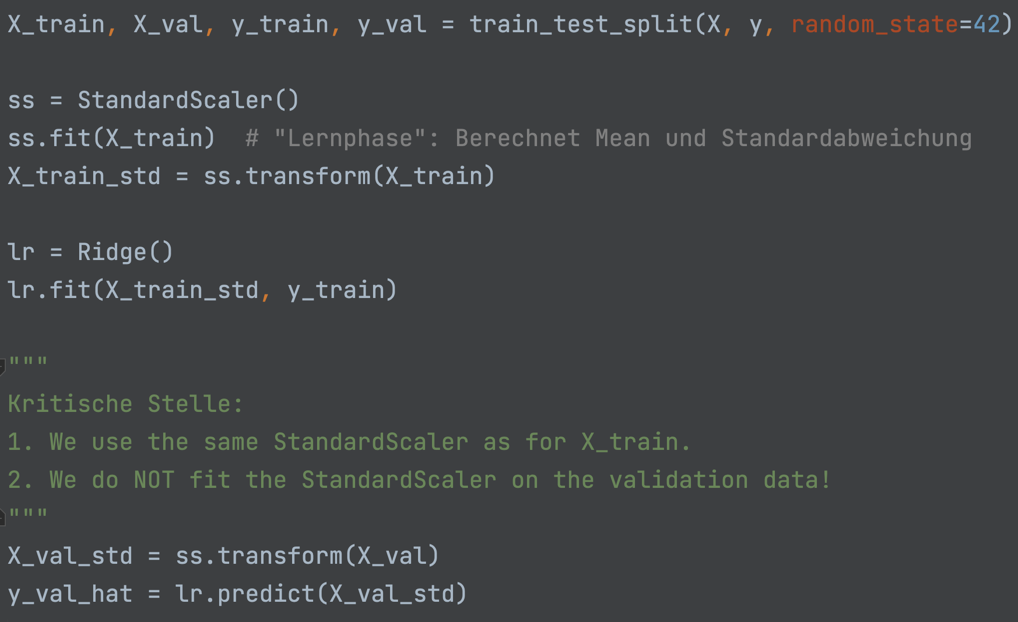 X_train, X_val, y_train, y_val = train_test_split(X, y, random_state=42)
ss = StandardScaler()
ss.fit(X_train)  # "Lernphase": Berechnet Mean und Standardabweichung
X_train_std = ss.transform(X_train)
lr = Ridge()
lr.fit(X_train_std, y_train)
"""
Kritische Stelle:
1. We use the same StandardScaler as for X_train.
2. We do NOT fit the StandardScaler on the validation data!
"""
X_val_std = ss.transform(X_val)
y_val_hat = lr.predict(X_val_std)